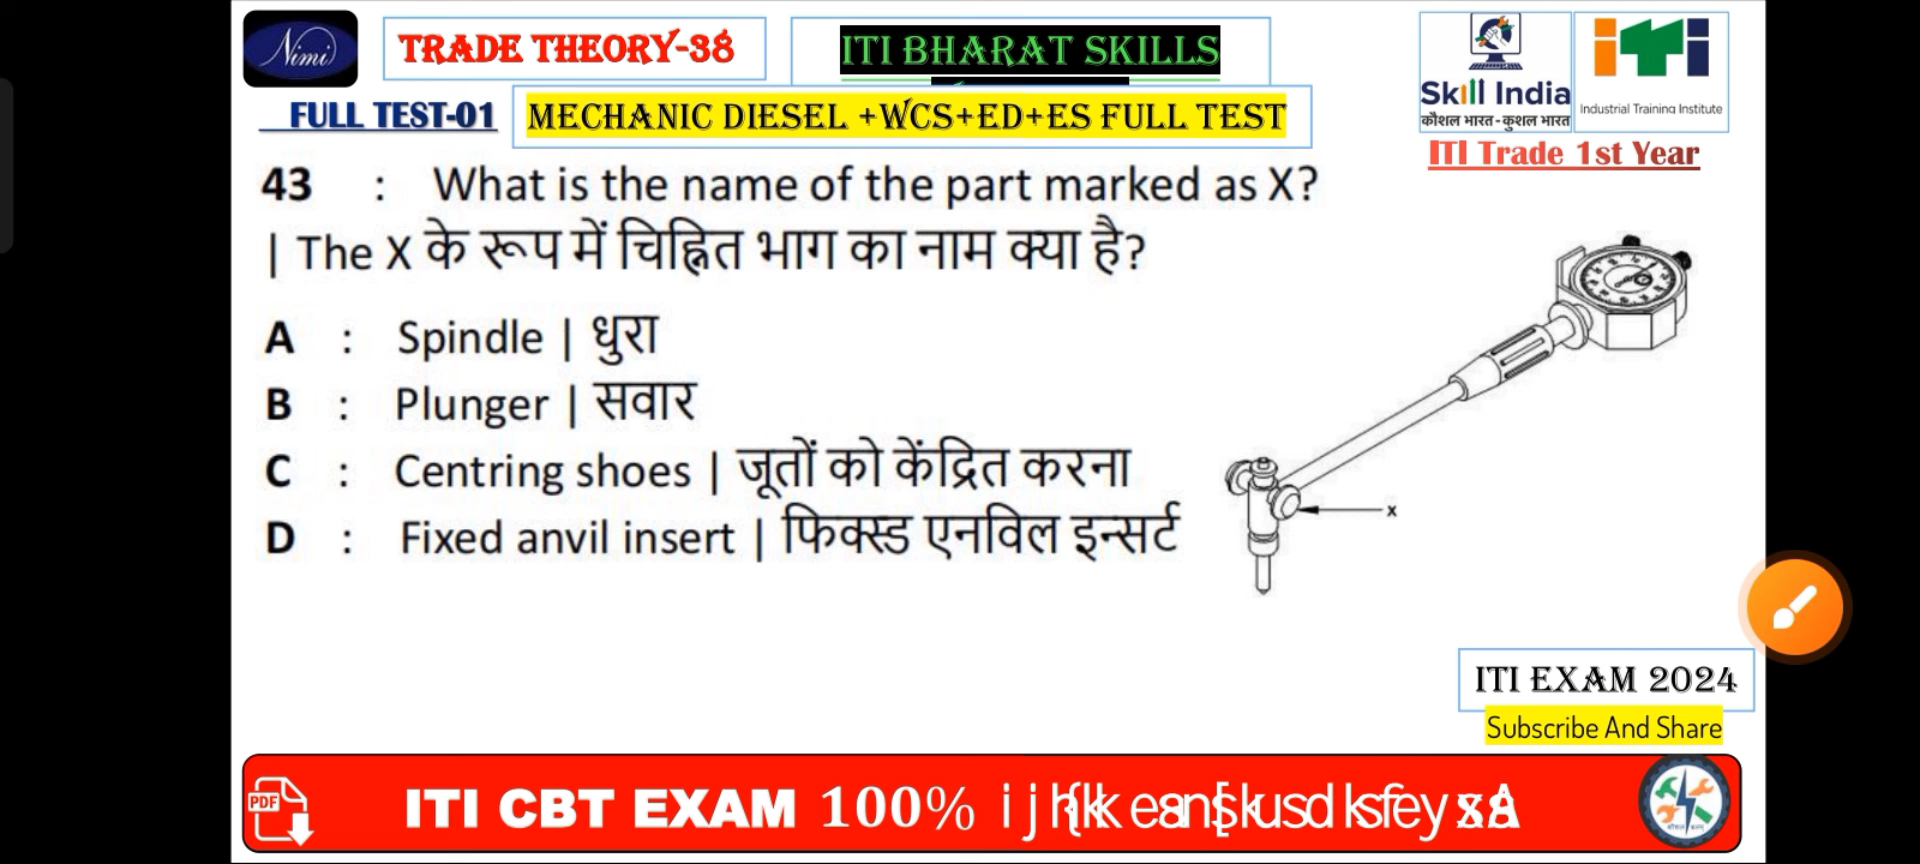 Nimi
TRADE THEORY-38
ITI BHARAT SKILLS
Skill India
कौशल भारत-कुशल भारत
iTi
Industrial Training Institute
FULL TEST-01
MECHANIC DIESEL +WCS+ED+ES FULL TEST
ITI Trade 1st Year
43 : What is the name of the part marked as X?
| The X के रूप में चिह्नित भाग का नाम क्या है?
A : Spindle | धुरा
B : Plunger | सवार
C : Centring shoes | जूतों को केंद्रित करना
D : Fixed anvil insert | फिक्स्ड एनविल इन्सर्ट
X
ITI EXAM 2024
Subscribe And Share
PDF
ITI CBT EXAM 100%